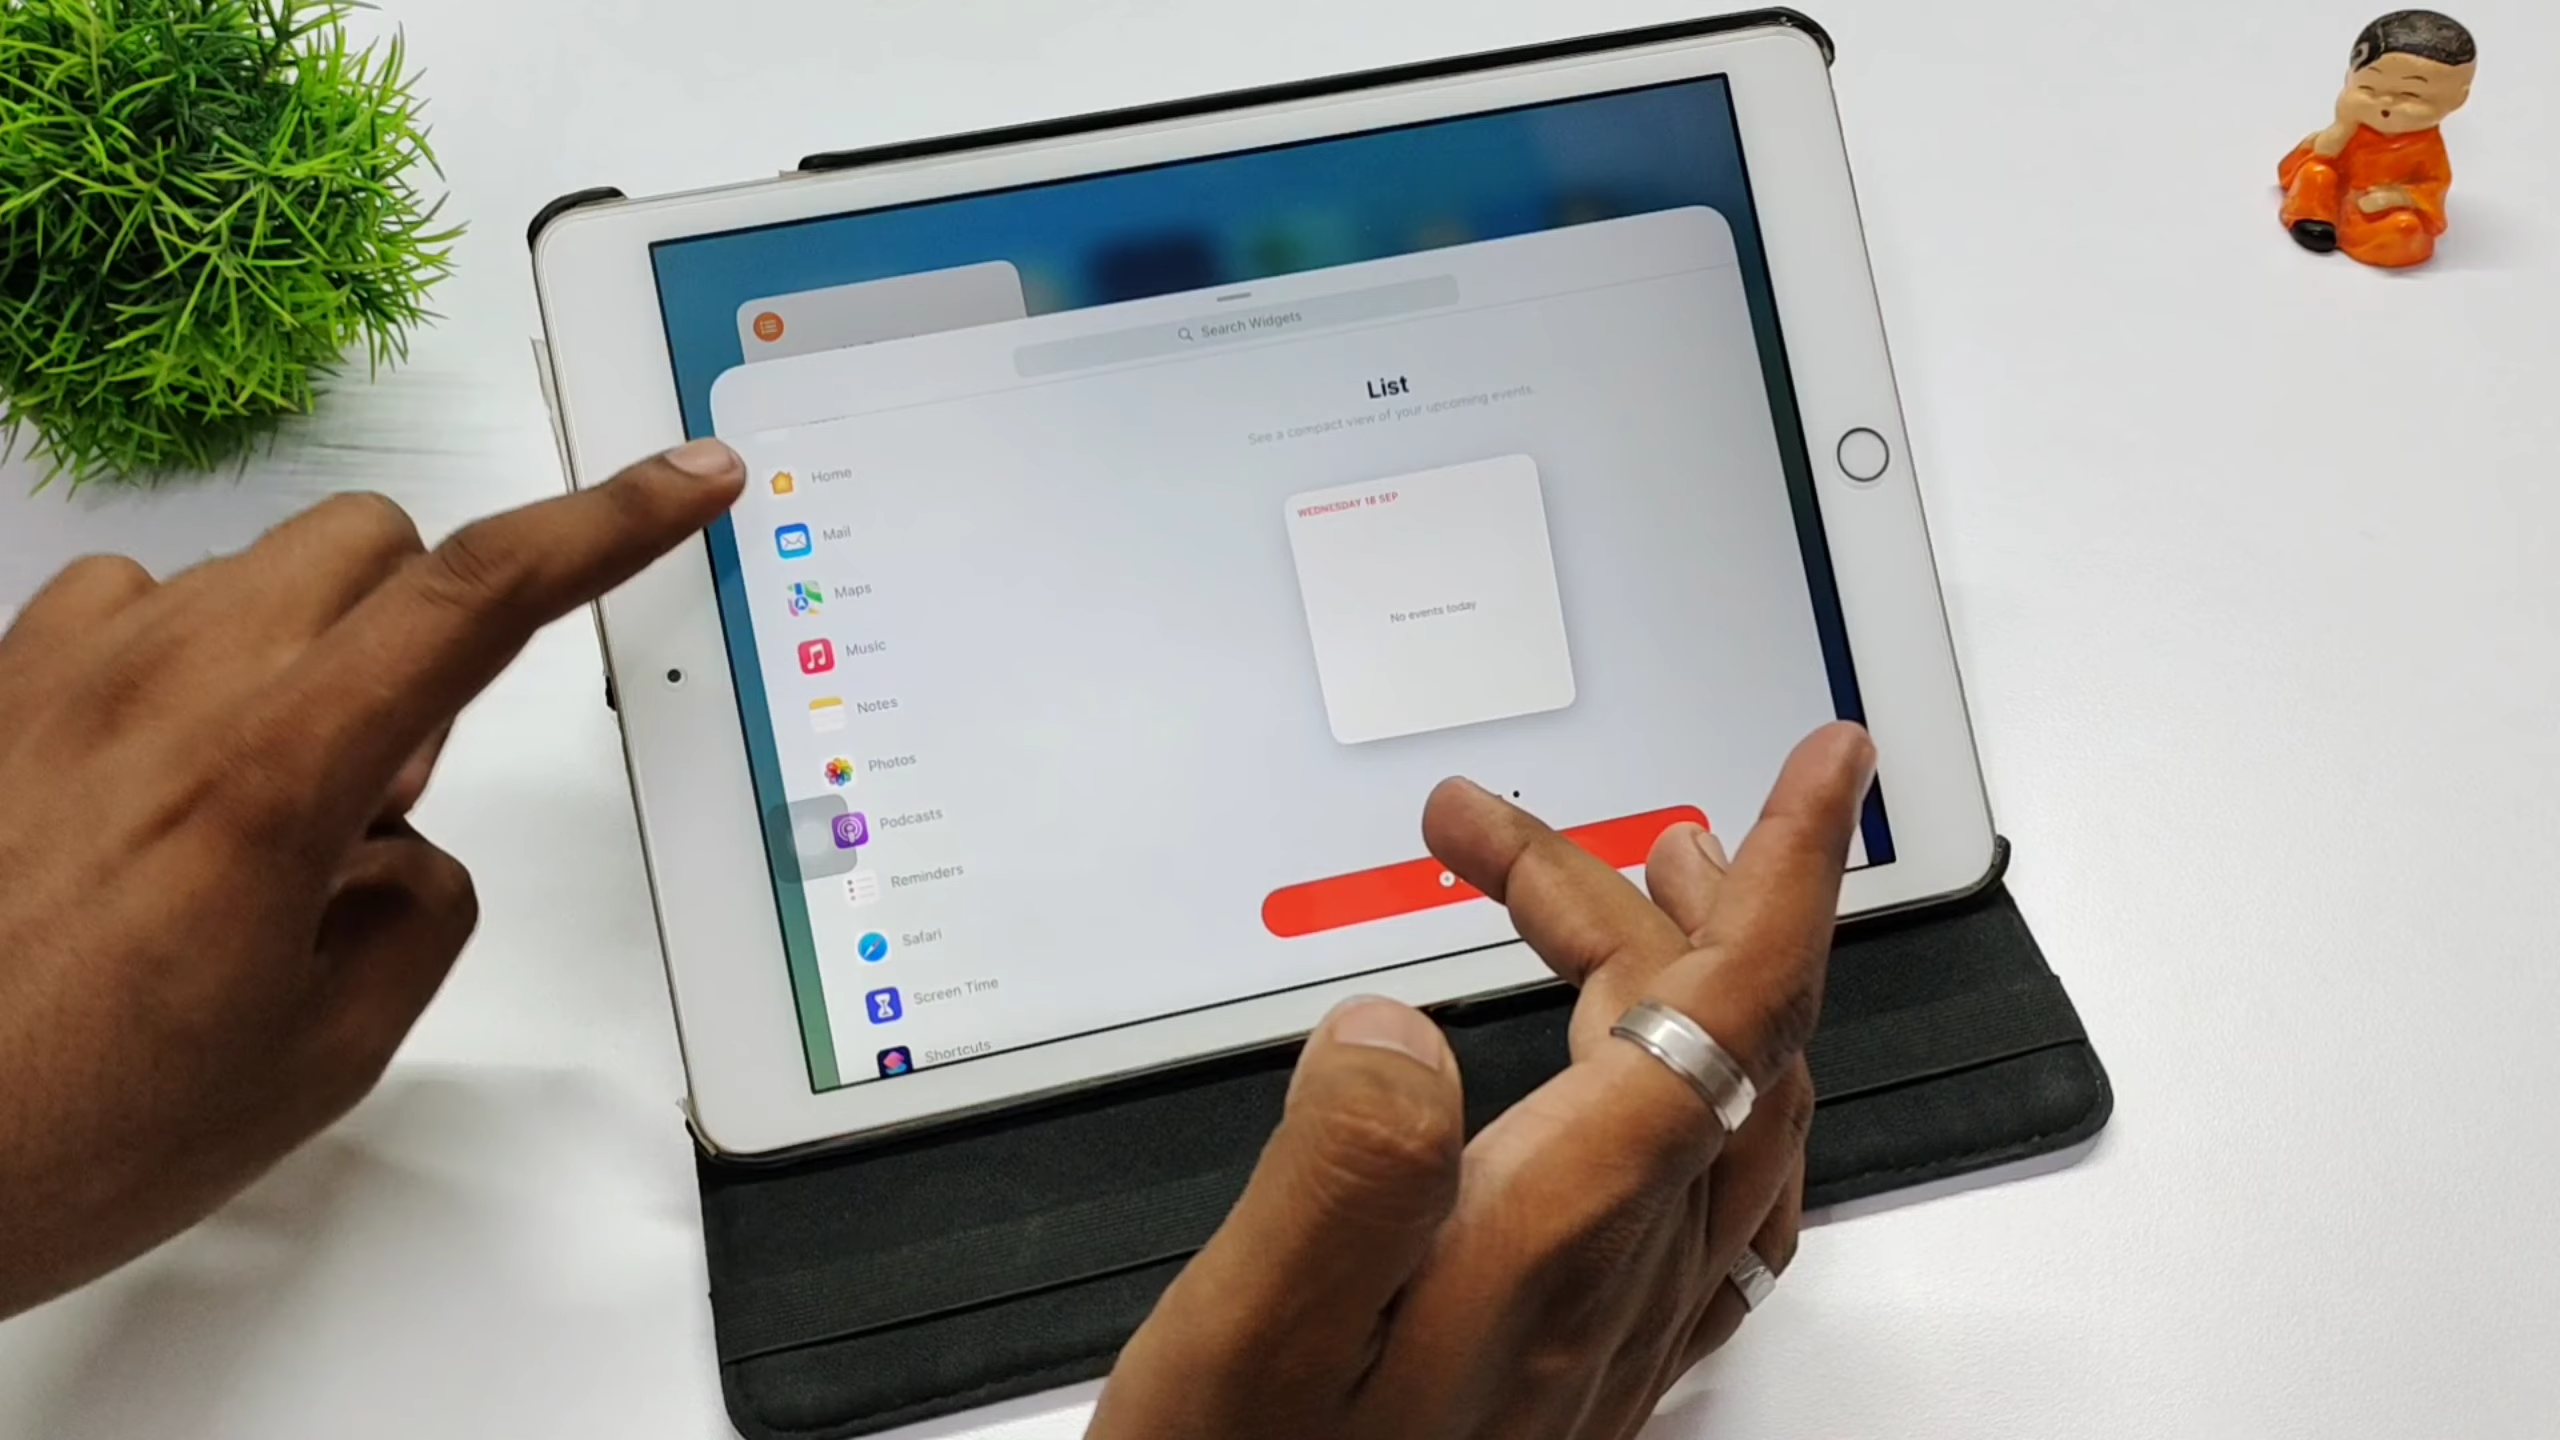 Search Widgets
List
See a compact view of your upcoming events.
WEDNESDAY 18 SEP
No events today
Home
Mail
Maps
Music
Notes
Photos
Podcasts
Reminders
Safari
Screen Time
Shortcuts